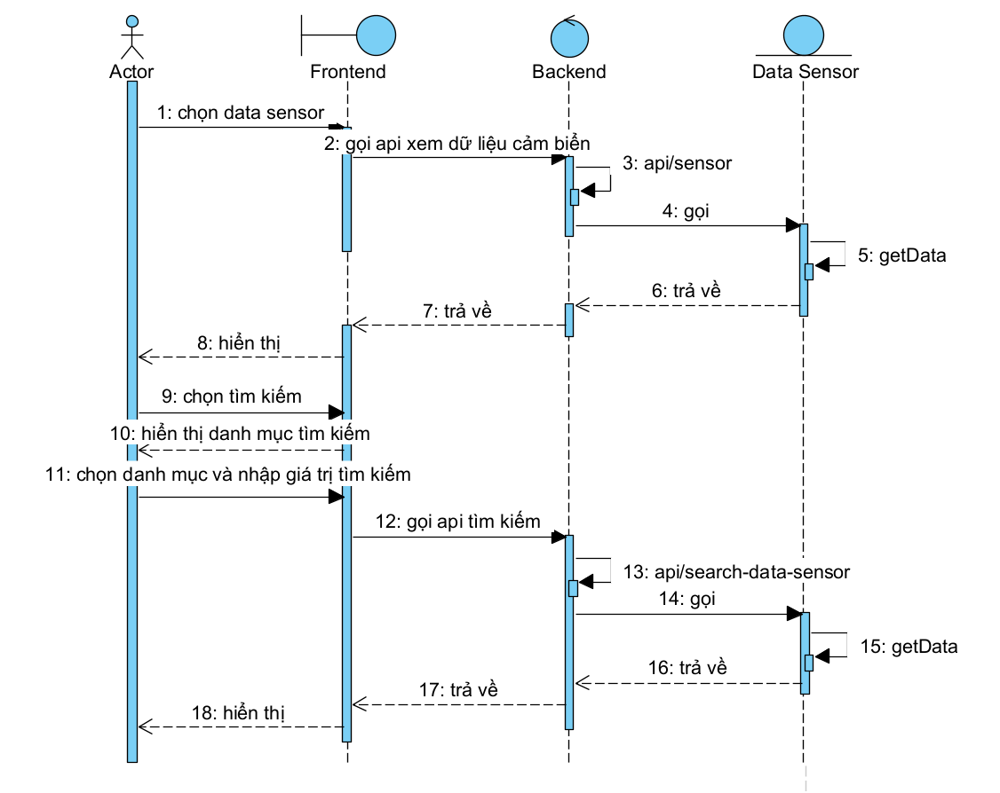 Actor
Frontend
Backend
Data Sensor
1: chọn data sensor
2: gọi api xem dữ liệu cảm biển
3: api/sensor
4: gọi
5: getData
6: trả về
7: trả về
8: hiển thị
9: chọn tìm kiếm
10: hiển thị danh mục tìm kiếm
11: chọn danh mục và nhập giá trị tìm kiếm
12: gọi api tìm kiếm
13: api/search-data-sensor
14: gọi
15: getData
16: trả về
17: trả về
18: hiển thị